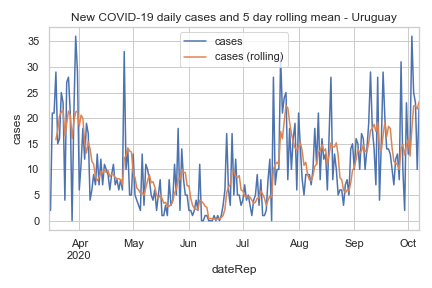 New COVID-19 daily cases and 5 day rolling mean - Uruguay
cases
cases (rolling)
35
30
25
20
15
10
5
0
cases
Apr
2020
May
Jun
Jul
Aug
Sep
Oct
dateRep